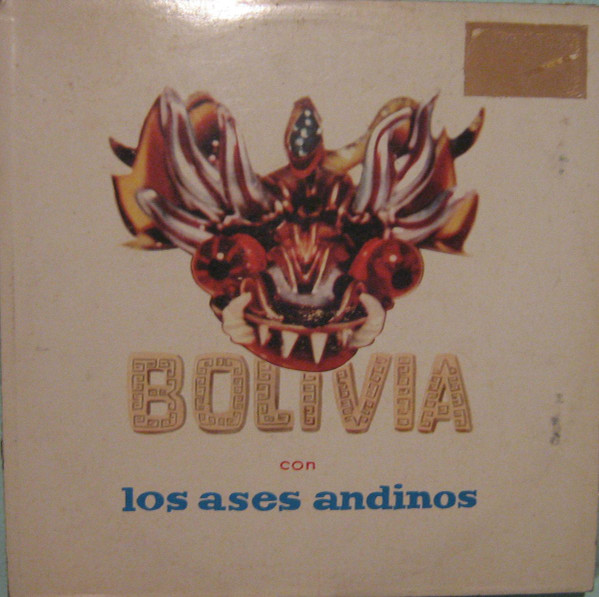 BOLIVIA
con
los ases andinos